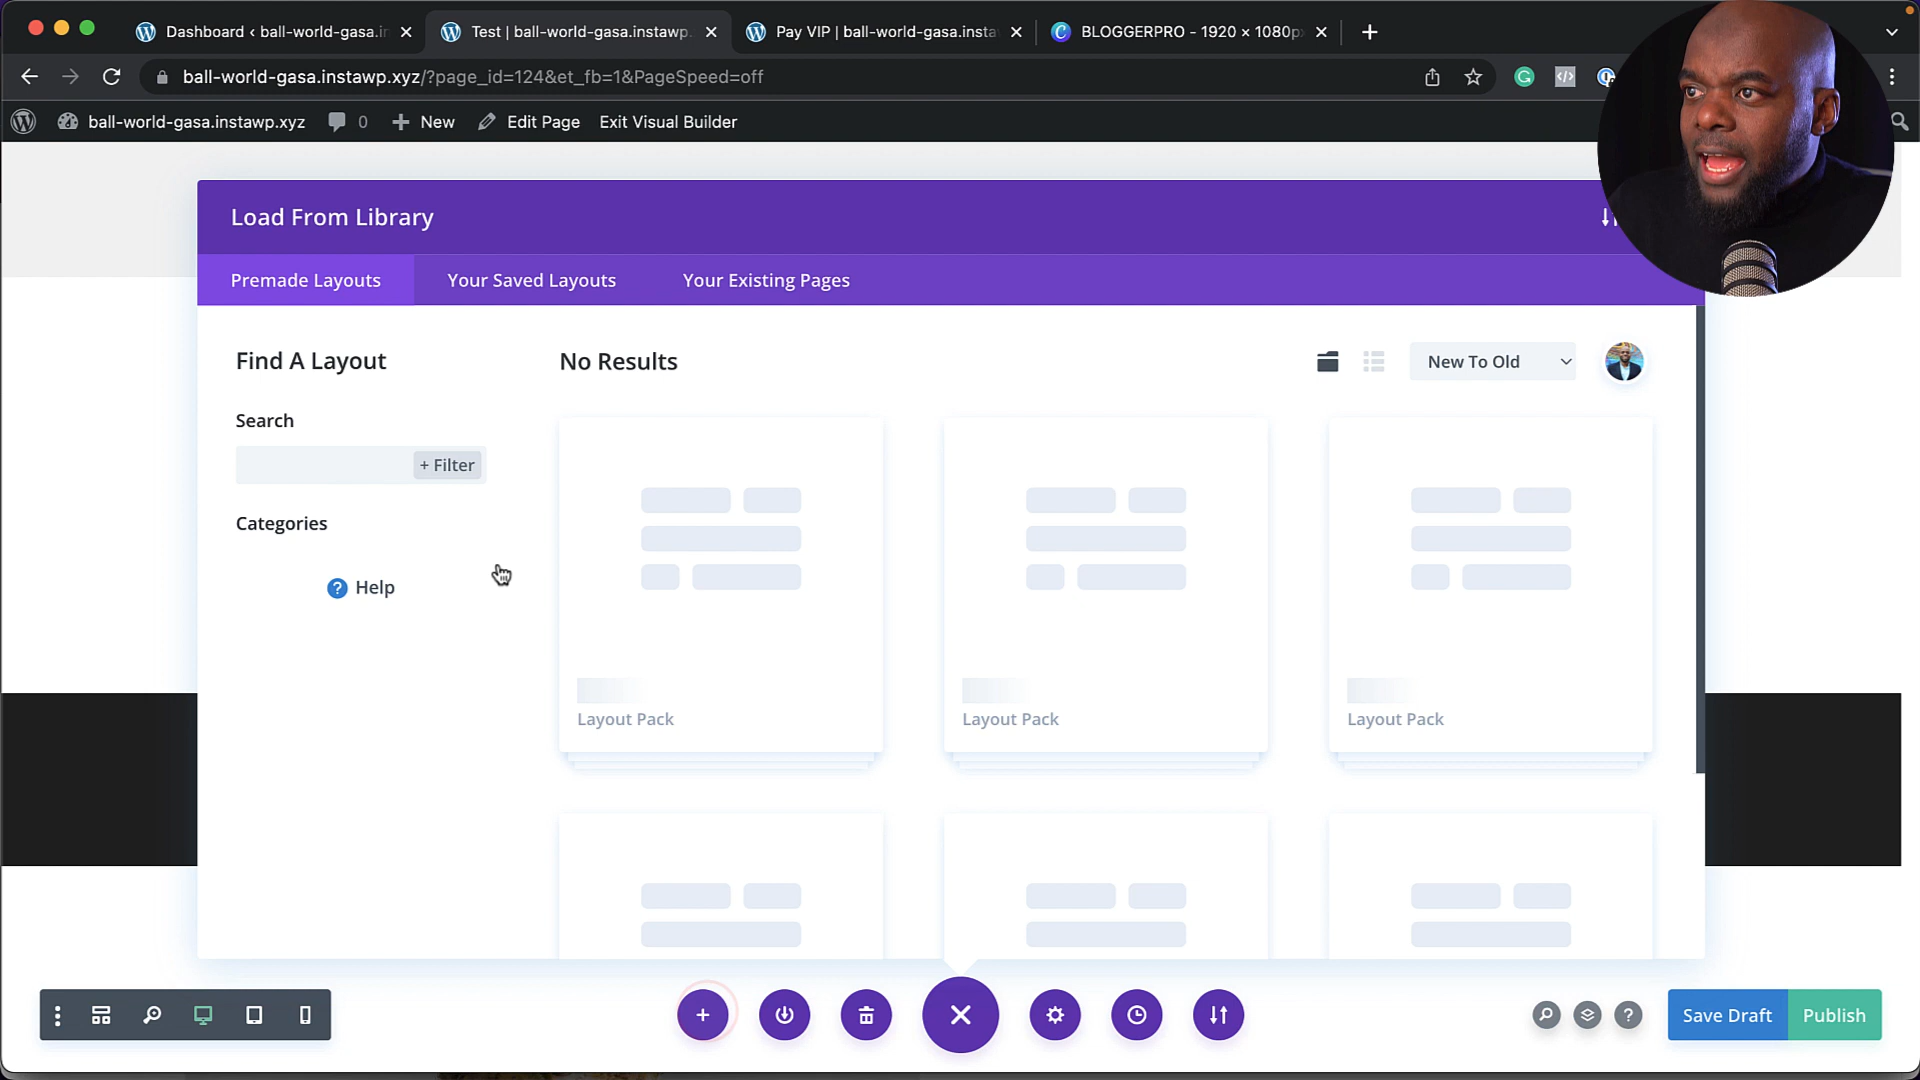 Dashboard ‹ ball-world-gasa.in
Test | ball-world-gasa.instawp.
Pay VIP | ball-world-gasa.insta
BLOGGERPRO - 1920 × 1080p
ball-world-gasa.instawp.xyz/?page_id=124&et_fb=1&PageSpeed=off
ball-world-gasa.instawp.xyz
0
New
Edit Page
Exit Visual Builder
Load From Library
Premade Layouts
Your Saved Layouts
Your Existing Pages
Find A Layout
No Results
New To Old
Search
+ Filter
Categories
Help
Layout Pack
Layout Pack
Layout Pack
Save Draft
Publish